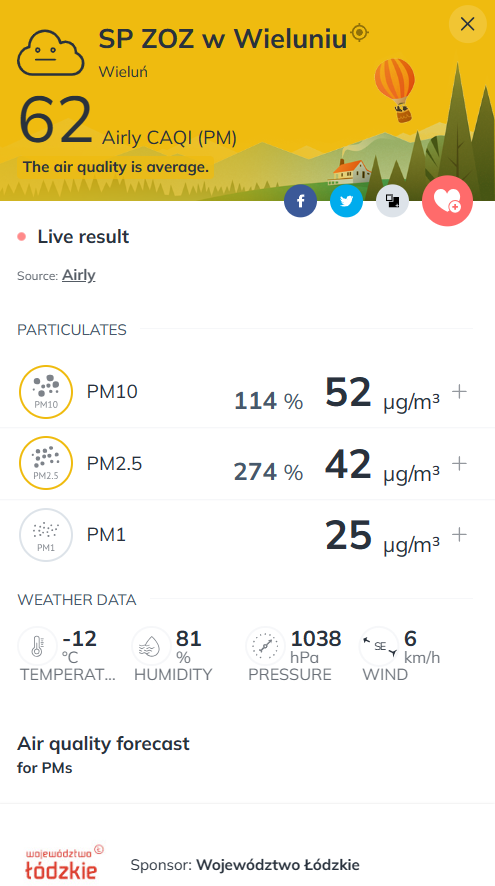 SP ZOZ w Wieluniu
Wieluń
62 Airly CAQI (PM)
The air quality is average.
Live result
Source: Airly
PARTICULATES
PM10 PM10 114 % 52 µg/m³
PM2.5 PM2.5 274 % 42 µg/m³
PM1 PM1 25 µg/m³
WEATHER DATA
-12 °C TEMPERAT...
81 % HUMIDITY
1038 hPa PRESSURE
SE 6 km/h WIND
Air quality forecast
for PMs
województwo
łódzkie
Sponsor: Województwo Łódzkie